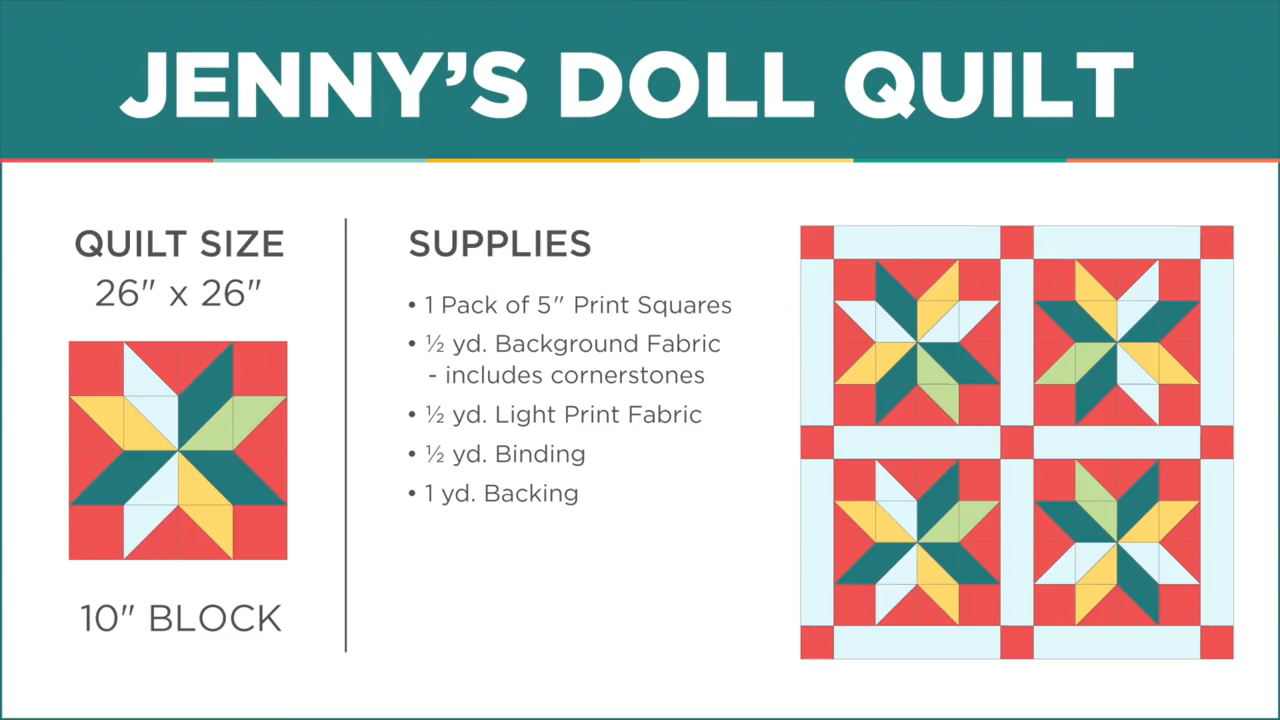 JENNY’S DOLL QUILT
QUILT SIZE
26" x 26"
10" BLOCK
SUPPLIES
• 1 Pack of 5" Print Squares
• ½ yd. Background Fabric
- includes cornerstones
• ½ yd. Light Print Fabric
• ½ yd. Binding
• 1 yd. Backing